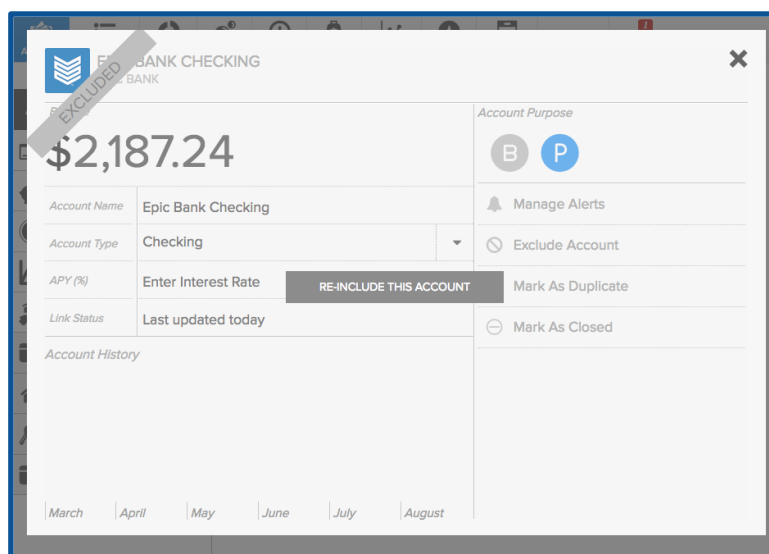 EXCLUDED
BANK CHECKING
BANK
$2,187.24
Account Name
Epic Bank Checking
Account Type
Checking
APY (%)
Enter Interest Rate
Link Status
Last updated today
Account History
March
April
May
June
July
August
Account Purpose
B
P
Manage Alerts
Exclude Account
RE-INCLUDE THIS ACCOUNT
Mark As Duplicate
Mark As Closed